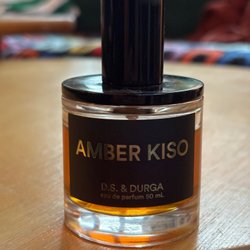 AMBER KISO
D.S. & DURGA
eau de parfum 50 mL